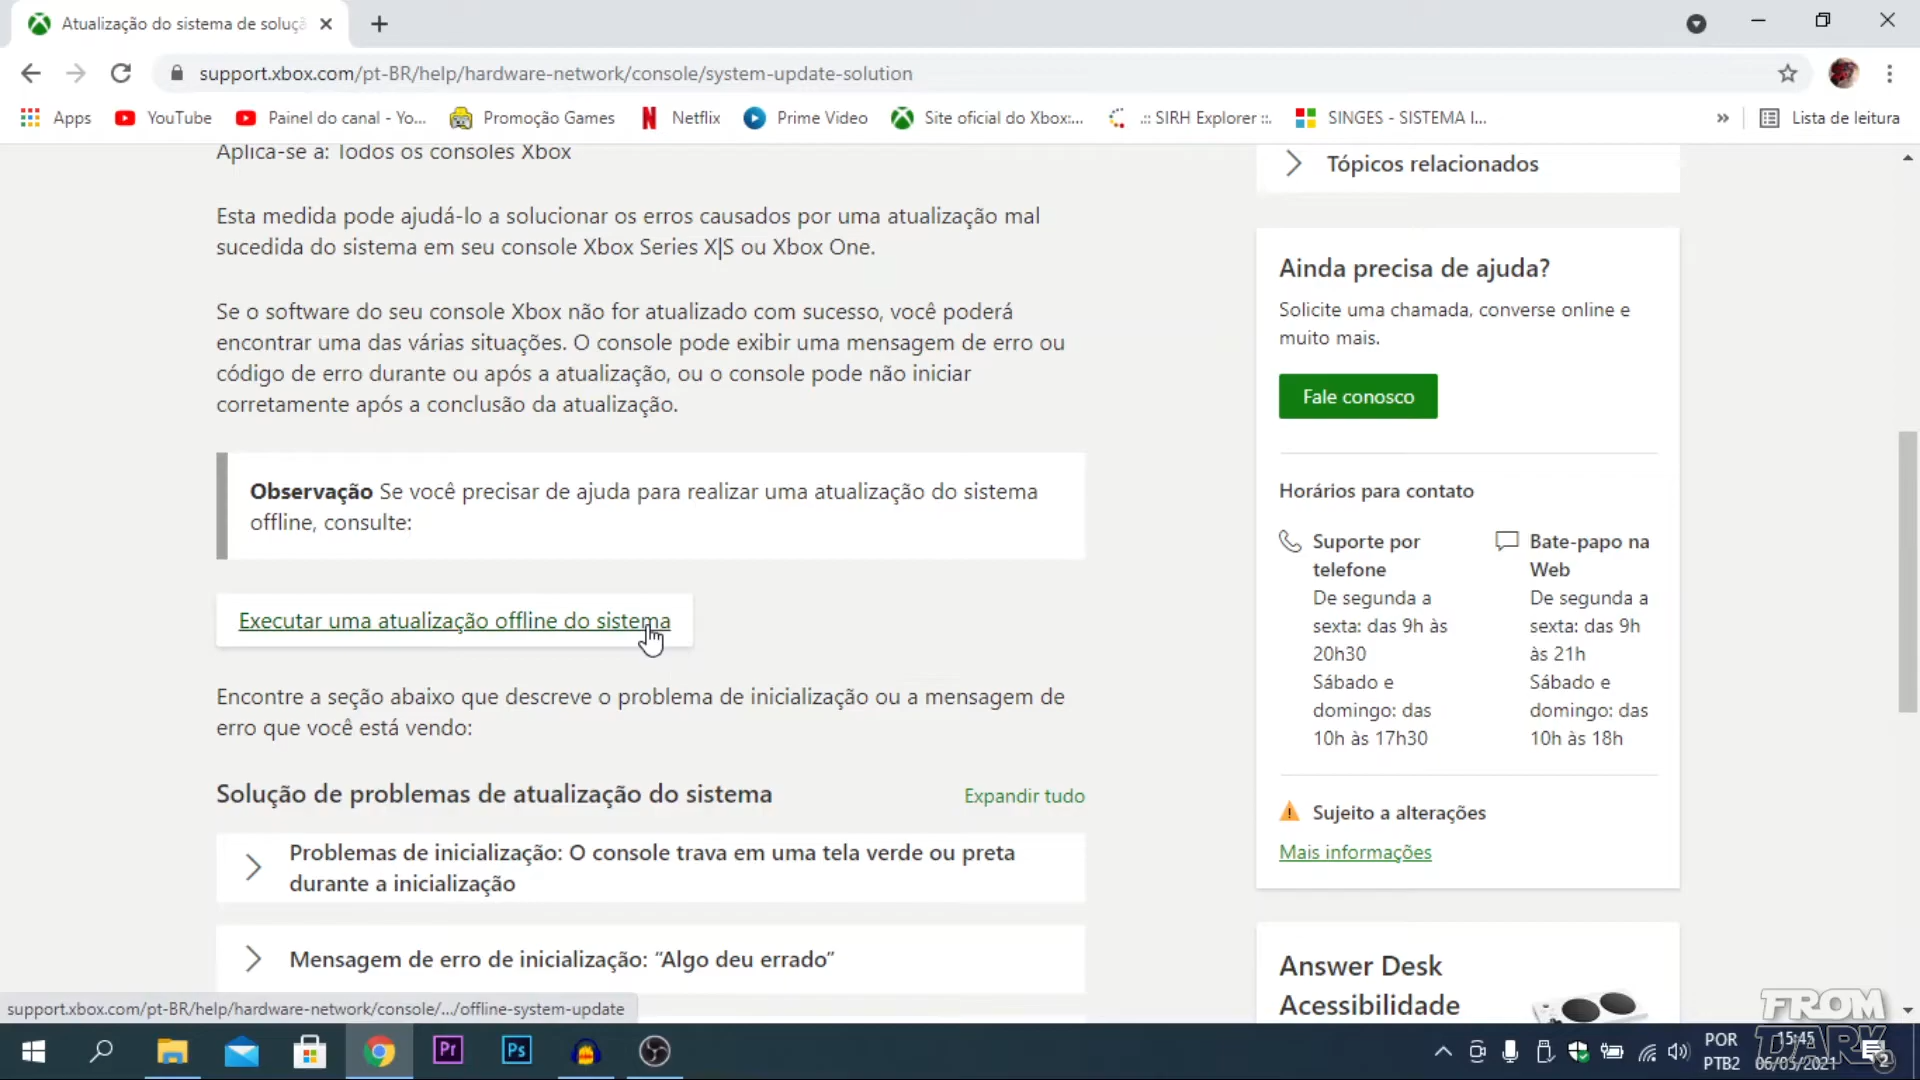 Atualização do sistema de soluçã
support.xbox.com/pt-BR/help/hardware-network/console/system-update-solution
Apps
YouTube
Painel do canal - Yo...
Promoção Games
Netflix
Prime Video
Site oficial do Xbox:...
.:: SIRH Explorer ::.
SINGES - SISTEMA I...
»
Lista de leitura
Aplica-se a: Todos os consoles Xbox
Esta medida pode ajudá-lo a solucionar os erros causados por uma atualização mal
sucedida do sistema em seu console Xbox Series X|S ou Xbox One.
Se o software do seu console Xbox não for atualizado com sucesso, você poderá
encontrar uma das várias situações. O console pode exibir uma mensagem de erro ou
código de erro durante ou após a atualização, ou o console pode não iniciar
corretamente após a conclusão da atualização.
Observação Se você precisar de ajuda para realizar uma atualização do sistema
offline, consulte:
Executar uma atualização offline do sistema
Encontre a seção abaixo que descreve o problema de inicialização ou a mensagem de
erro que você está vendo:
Solução de problemas de atualização do sistema
Expandir tudo
Problemas de inicialização: O console trava em uma tela verde ou preta
durante a inicialização
Mensagem de erro de inicialização: “Algo deu errado”
Tópicos relacionados
Ainda precisa de ajuda?
Solicite uma chamada, converse online e
muito mais.
Fale conosco
Horários para contato
Suporte por
telefone
De segunda a
sexta: das 9h às
20h30
Sábado e
domingo: das
10h às 17h30
Bate-papo na
Web
De segunda a
sexta: das 9h
às 21h
Sábado e
domingo: das
10h às 18h
Sujeito a alterações
Mais informações
Answer Desk
Acessibilidade
support.xbox.com/pt-BR/help/hardware-network/console/.../offline-system-update
Pr
Ps
POR
PTB2
15:45
06/05/2021
2
FROM
DARK